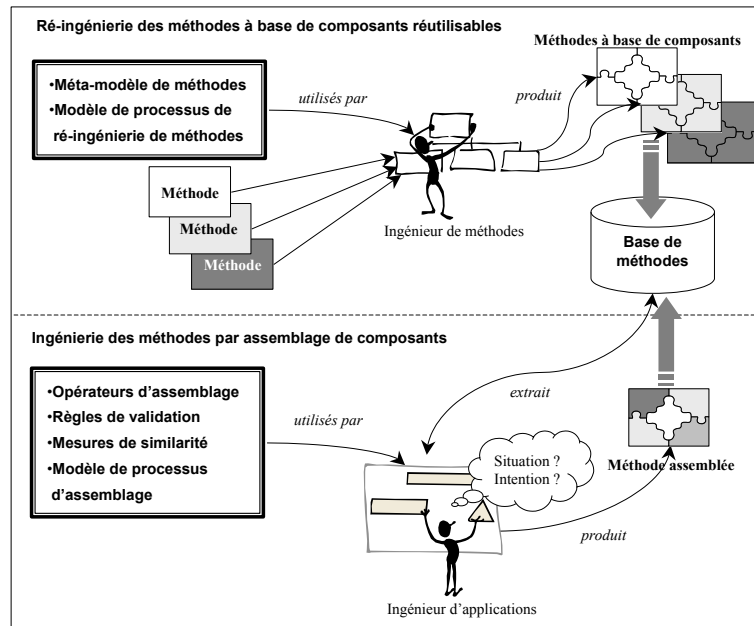 Ré-ingénierie des méthodes à base de composants réutilisables
Méthodes à base de composants
•Méta-modèle de méthodes
•Modèle de processus de
ré-ingénierie de méthodes
utilisés par
produit
Méthode
Méthode
Méthode
Ingénieur de méthodes
Base de
méthodes
Ingénierie des méthodes par assemblage de composants
•Opérateurs d'assemblage
•Règles de validation
•Mesures de similarité
•Modèle de processus
d'assemblage
utilisés par
extrait
Situation ?
Intention ?
Méthode assemblée
produit
Ingénieur d'applications